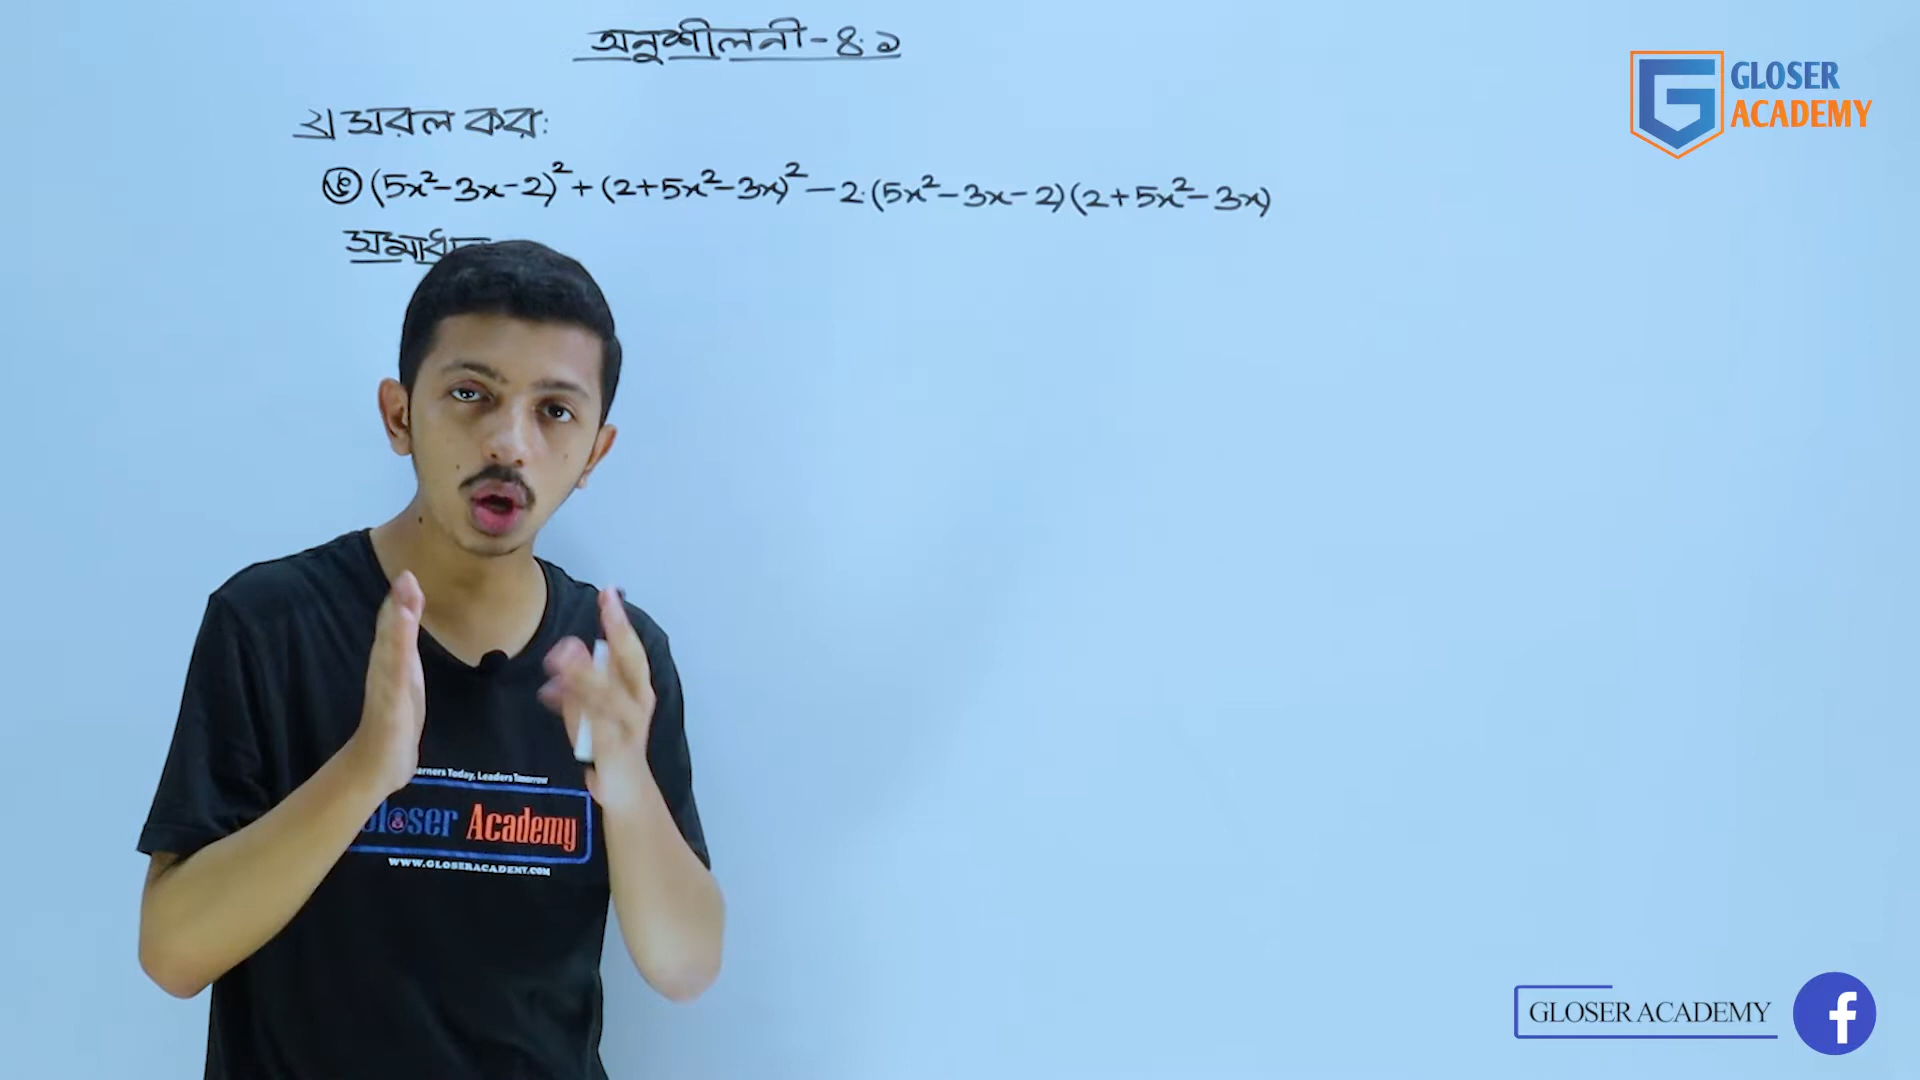 অনুশীলনী - ৪.১
২। সরল কর:
(5x²-3x-2)²+(2+5x²-3x)²-2.(5x²-3x-2)(2+5x²-3x)
GLOSER
ACADEMY
Learners Today, Leaders Tomorrow
Gloser Academy
WWW.GLOSERACADEMY.COM
GLOSER ACADEMY
f